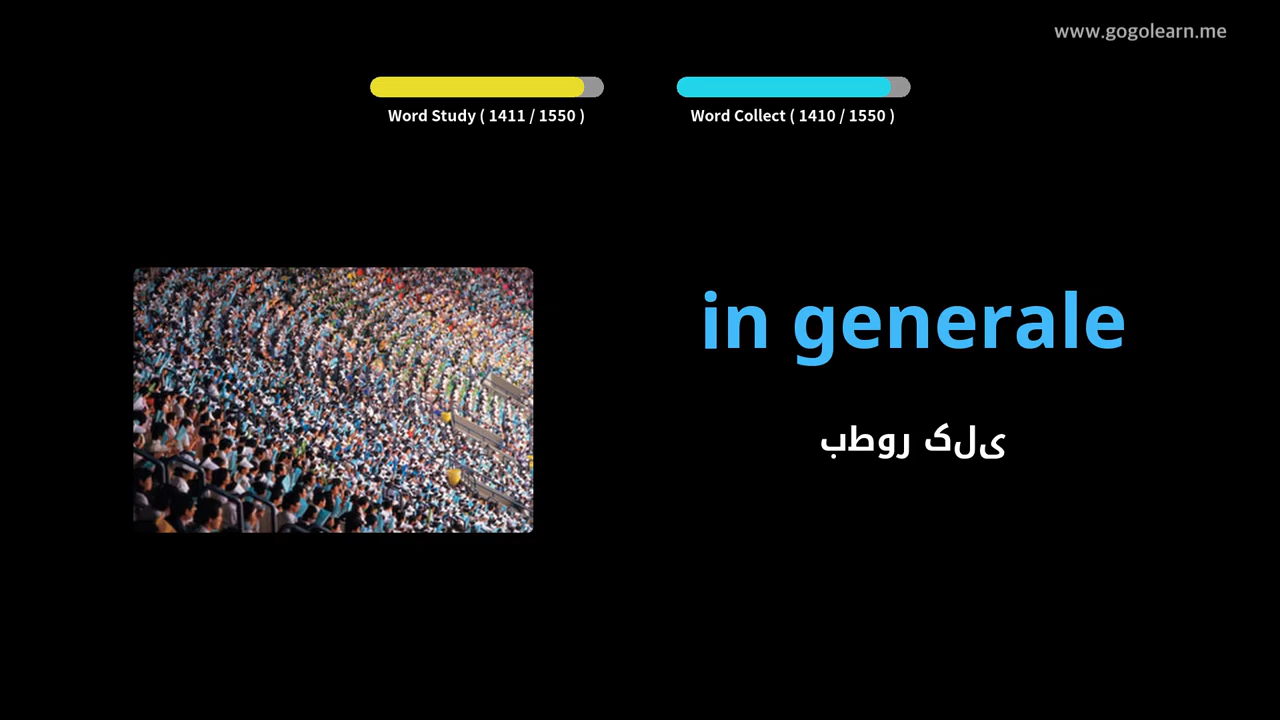 www.gogolearn.me
Word Study ( 1411 / 1550 )
Word Collect ( 1410 / 1550 )
in generale
بطور کلی